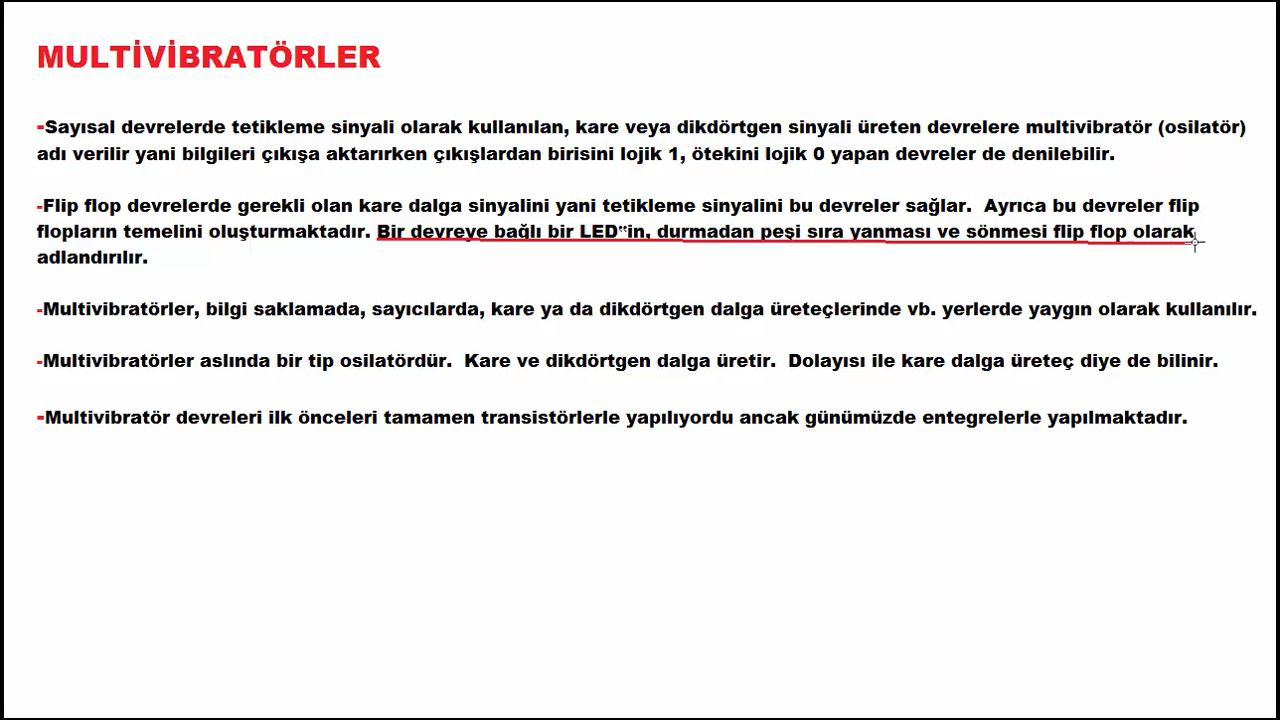 MULTİVİBRATÖRLER
-Sayısal devrelerde tetikleme sinyali olarak kullanılan, kare veya dikdörtgen sinyali üreten devrelere multivibratör (osilatör)
adı verilir yani bilgileri çıkışa aktarırken çıkışlardan birisini lojik 1, ötekini lojik 0 yapan devreler de denilebilir.
-Flip flop devrelerde gerekli olan kare dalga sinyalini yani tetikleme sinyalini bu devreler sağlar.  Ayrıca bu devreler flip
flopların temelini oluşturmaktadır. Bir devreye bağlı bir LED‟in, durmadan peşi sıra yanması ve sönmesi flip flop olarak
adlandırılır.
-Multivibratörler, bilgi saklamada, sayıcılarda, kare ya da dikdörtgen dalga üreteçlerinde vb. yerlerde yaygın olarak kullanılır.
-Multivibratörler aslında bir tip osilatördür.  Kare ve dikdörtgen dalga üretir.  Dolayısı ile kare dalga üreteç diye de bilinir.
-Multivibratör devreleri ilk önceleri tamamen transistörlerle yapılıyordu ancak günümüzde entegrelerle yapılmaktadır.